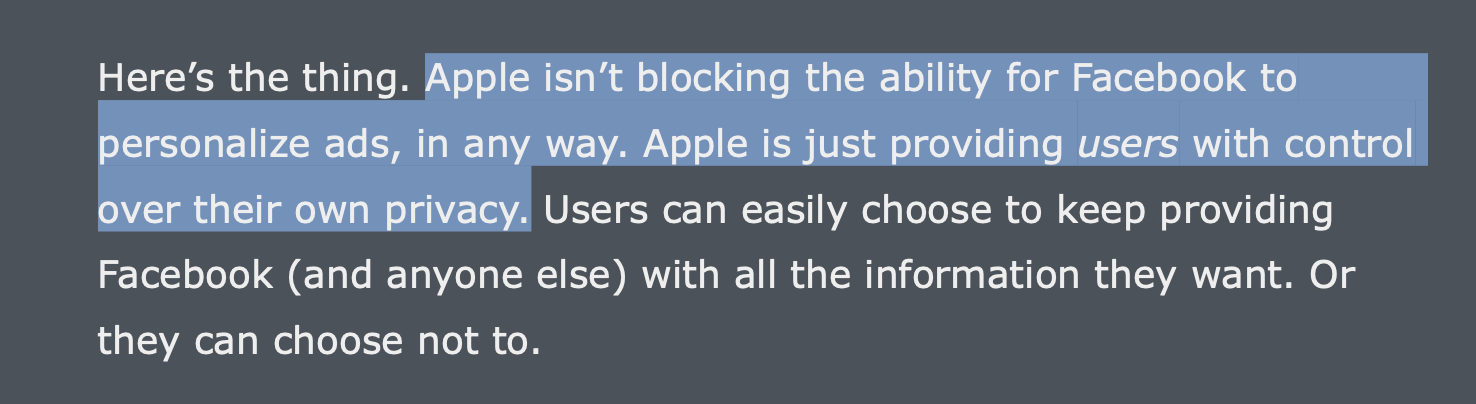 Here’s the thing. Apple isn’t blocking the ability for Facebook to
personalize ads, in any way. Apple is just providing users with control
over their own privacy. Users can easily choose to keep providing
Facebook (and anyone else) with all the information they want. Or
they can choose not to.